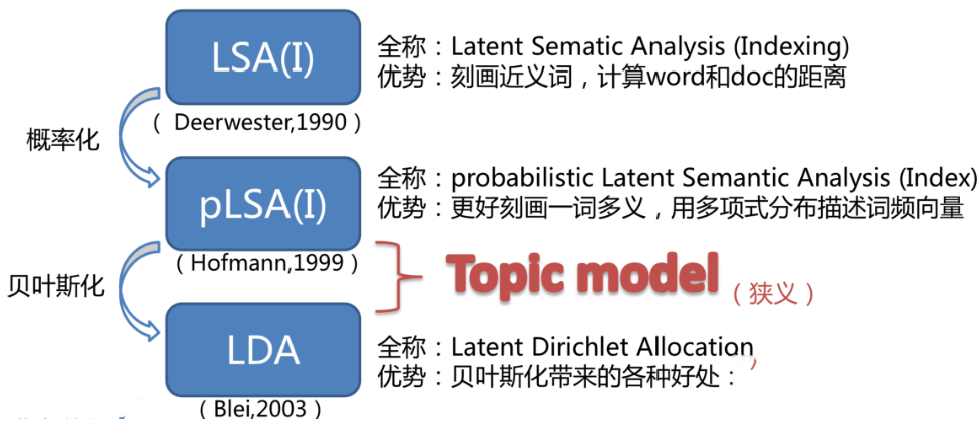 LSA(I)
全称：Latent Sematic Analysis (Indexing)
优势：刻画近义词，计算word和doc的距离
（ Deerwester,1990 ）
概率化
pLSA(I)
全称：probabilistic Latent Semantic Analysis (Index)
优势：更好刻画一词多义，用多项式分布描述词频向量
（ Hofmann,1999 ）
贝叶斯化
Topic model（狭义）
LDA
全称：Latent Dirichlet Allocation
优势：贝叶斯化带来的各种好处：
（ Blei,2003 ）